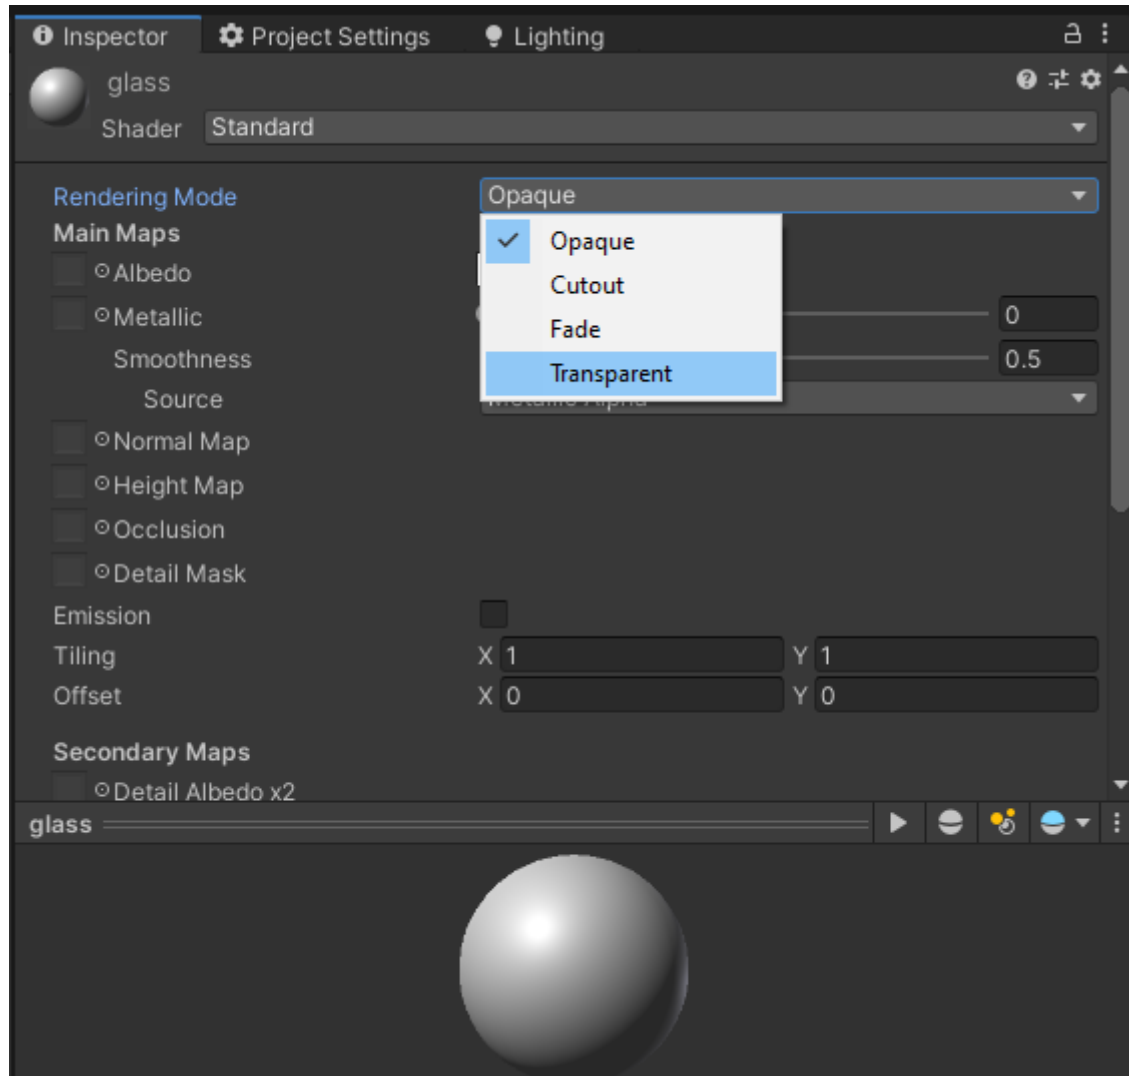 Inspector Project Settings Lighting
glass
Shader Standard
Rendering Mode Opaque
Main Maps
Opaque
Albedo
Cutout
Metallic 0
Fade
Smoothness 0.5
Transparent
Source
Normal Map
Height Map
Occlusion
Detail Mask
Emission
Tiling X 1 Y 1
Offset X 0 Y 0
Secondary Maps
Detail Albedo x2
glass